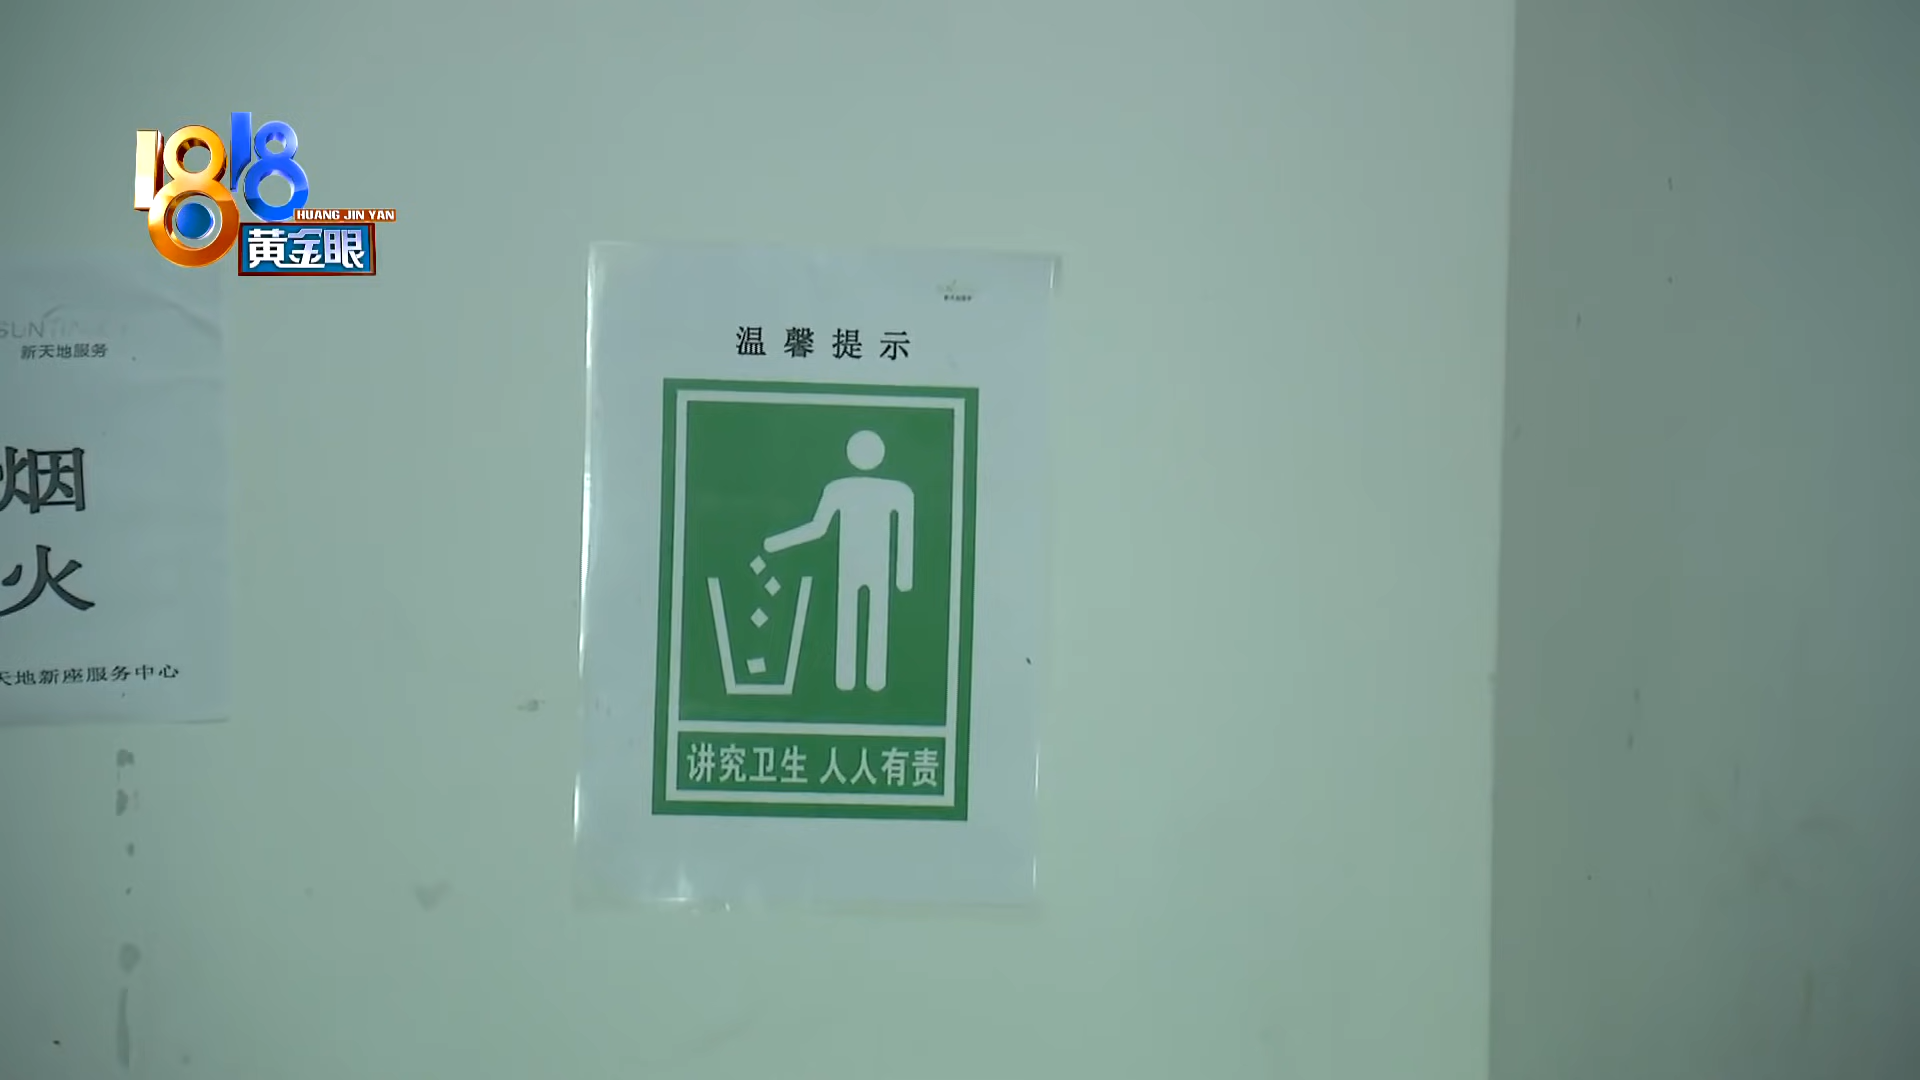 1818
HUANG JIN YAN
黄金眼
SUNTIN
新天地服务
烟
火
天地新座服务中心
温馨提示
讲究卫生 人人有责